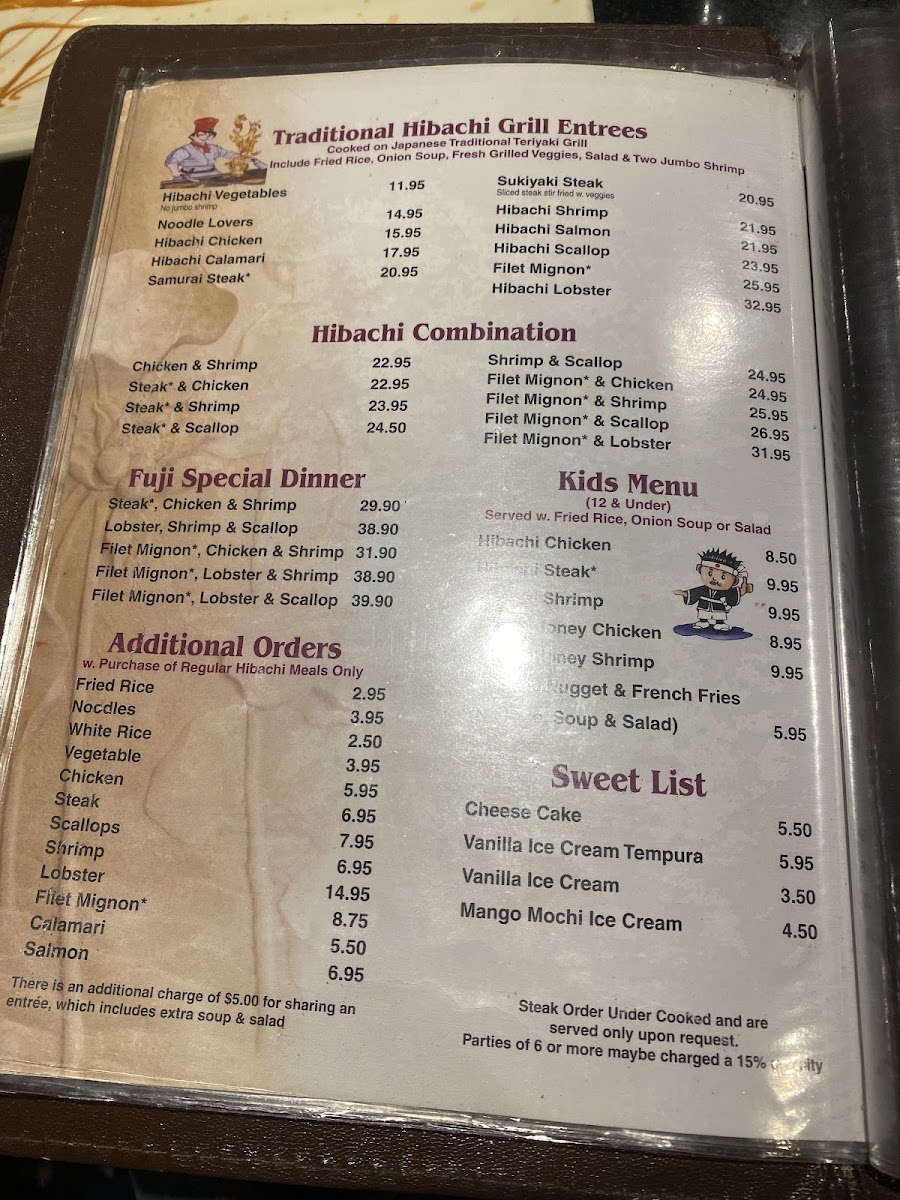 Traditional Hibachi Grill Entrees
Cooked on Japanese Traditional Teriyaki Grill
Include Fried Rice, Onion Soup, Fresh Grilled Veggies, Salad & Two Jumbo Shrimp
Hibachi Vegetables 11.95
No jumbo shrimp
Noodle Lovers 14.95
Hibachi Chicken 15.95
Hibachi Calamari 17.95
Samurai Steak* 20.95
Sukiyaki Steak 20.95
Sliced steak stir fried w. veggies
Hibachi Shrimp 21.95
Hibachi Salmon 21.95
Hibachi Scallop 23.95
Filet Mignon* 25.95
Hibachi Lobster 32.95
Hibachi Combination
Chicken & Shrimp 22.95
Steak* & Chicken 22.95
Steak* & Shrimp 23.95
Steak* & Scallop 24.50
Shrimp & Scallop 24.95
Filet Mignon* & Chicken 24.95
Filet Mignon* & Shrimp 25.95
Filet Mignon* & Scallop 26.95
Filet Mignon* & Lobster 31.95
Fuji Special Dinner
Steak*, Chicken & Shrimp 29.90
Lobster, Shrimp & Scallop 38.90
Filet Mignon*, Chicken & Shrimp 31.90
Filet Mignon*, Lobster & Shrimp 38.90
Filet Mignon*, Lobster & Scallop 39.90
Kids Menu
(12 & Under)
Served w. Fried Rice, Onion Soup or Salad
Hibachi Chicken 8.50
Steak* 9.95
Shrimp 9.95
Chicken 8.95
Shrimp 9.95
Nugget & French Fries
Soup & Salad) 5.95
Additional Orders
w. Purchase of Regular Hibachi Meals Only
Fried Rice 2.95
Noodles 3.95
White Rice 2.50
Vegetable 3.95
Chicken 5.95
Steak 6.95
Scallops 7.95
Shrimp 6.95
Lobster 14.95
Filet Mignon* 8.75
Calamari 5.50
Salmon 6.95
There is an additional charge of $5.00 for sharing an
entrée, which includes extra soup & salad
Sweet List
Cheese Cake 5.50
Vanilla Ice Cream Tempura 5.95
Vanilla Ice Cream 3.50
Mango Mochi Ice Cream 4.50
Steak Order Under Cooked and are
served only upon request.
Parties of 6 or more maybe charged a 15%